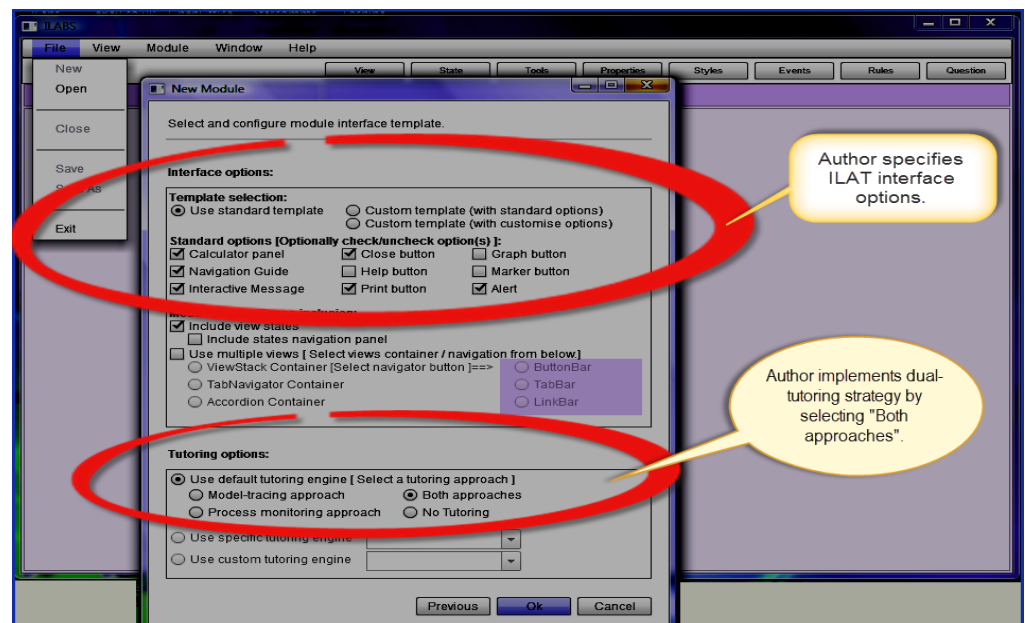 ILABS:
File View Module Window Help
New
Open
Close
Save
Save As
Exit
View State Tools Properties Styles Events Rules Question
New Module
Select and configure module interface template.
Interface options:
Template selection:
Use standard template
Custom template (with standard options)
Custom template (with customise options)
Standard options [Optionally check/uncheck option(s) ]:
Calculator panel Close button Graph button
Navigation Guide Help button Marker button
Interactive Message Print button Alert
Include view states
Include states navigation panel
Use multiple views [ Select views container / navigation from below.]
ViewStack Container [Select navigator button ]==> ButtonBar
TabNavigator Container TabBar
Accordion Container LinkBar
Tutoring options:
Use default tutoring engine [ Select a tutoring approach ]
Model-tracing approach Both approaches
Process monitoring approach No Tutoring
Use specific tutoring engine
Use custom tutoring engine
Previous Ok Cancel
Author specifies
ILAT interface
options.
Author implements dual-
tutoring strategy by
selecting "Both
approaches".